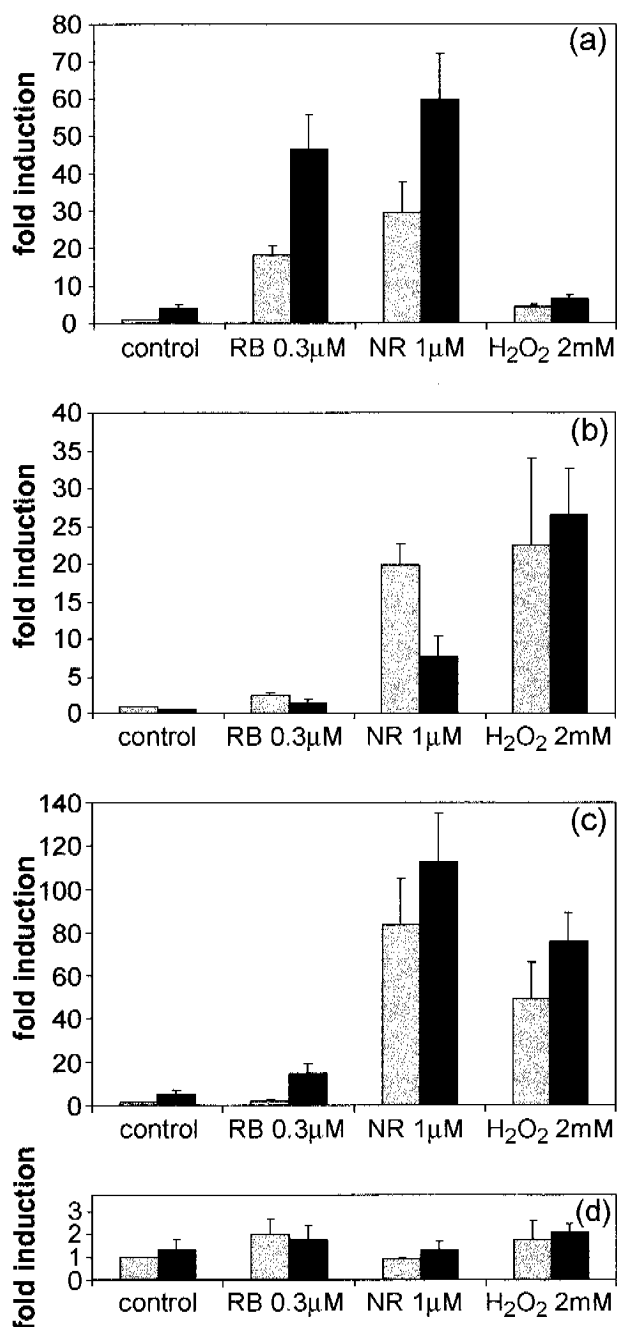 (a)
fold induction
80
70
60
50
40
30
20
10
0
control RB 0.3µM NR 1µM H₂O₂ 2mM
(b)
fold induction
40
35
30
25
20
15
10
5
0
control RB 0.3µM NR 1µM H₂O₂ 2mM
(c)
fold induction
140
120
100
80
60
40
20
0
control RB 0.3µM NR 1µM H₂O₂ 2mM
(d)
fold induction
3
2
1
0
control RB 0.3µM NR 1µM H₂O₂ 2mM